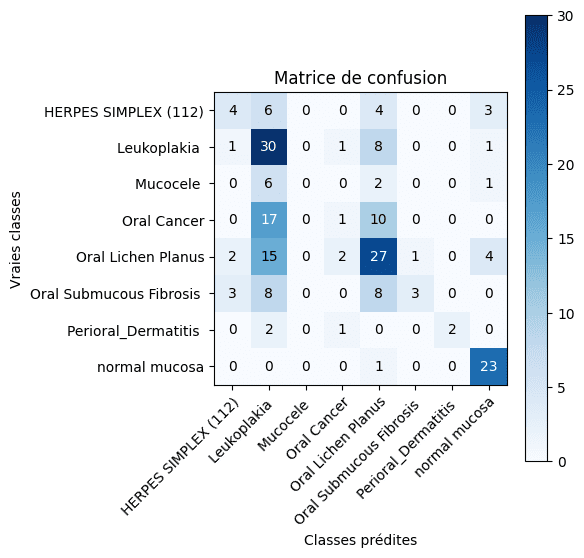 Matrice de confusion
Vraies classes
HERPES SIMPLEX (112) 4 6 0 0 4 0 0 3
Leukoplakia 1 30 0 1 8 0 0 1
Mucocele 0 6 0 0 2 0 0 1
Oral Cancer 0 17 0 1 10 0 0 0
Oral Lichen Planus 2 15 0 2 27 1 0 4
Oral Submucous Fibrosis 3 8 0 0 8 3 0 0
Perioral_Dermatitis 0 2 0 1 0 0 2 0
normal mucosa 0 0 0 0 1 0 0 23
HERPES SIMPLEX (112)
Leukoplakia
Mucocele
Oral Cancer
Oral Lichen Planus
Oral Submucous Fibrosis
Perioral_Dermatitis
normal mucosa
Classes prédites
30
25
20
15
10
5
0